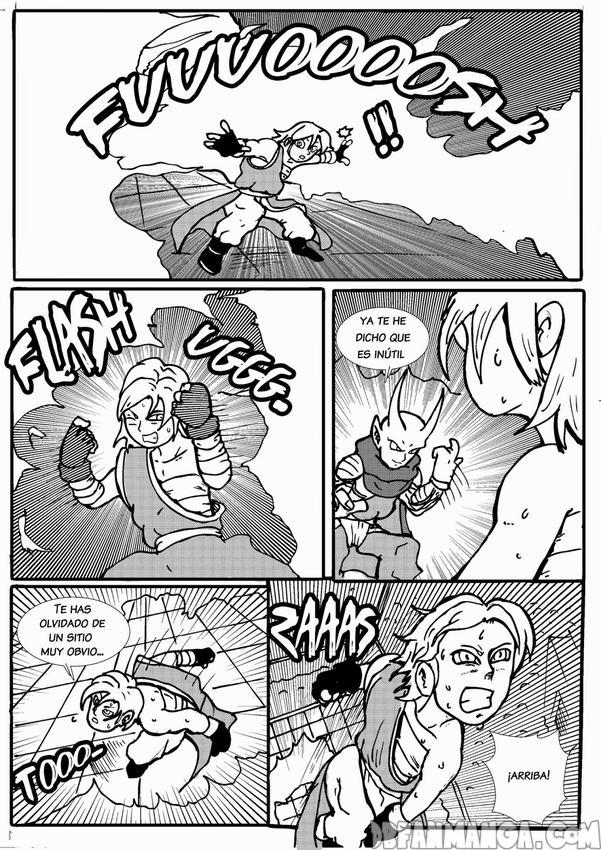 FVVVOOOOOSH
!!
FLASH
UGGG.
YA TE HE
DICHO QUE
ES INÚTIL
TE HAS
OLVIDADO DE
UN SITIO
MUY OBVIO...
TOOO-
ZAAAS
¡ARRIBA!
DBFANMANGA.COM